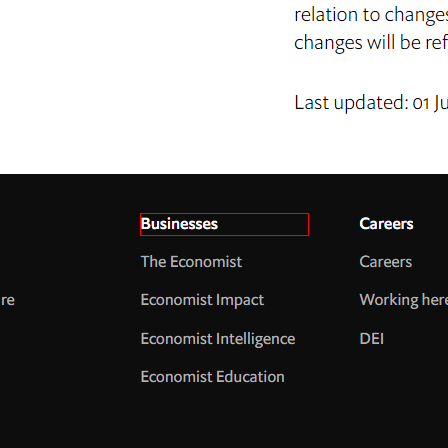 relation to changes
changes will be ref
Last updated: 01 Ju
Businesses
The Economist
Economist Impact
Economist Intelligence
Economist Education
Careers
Careers
Working here
DEI
re